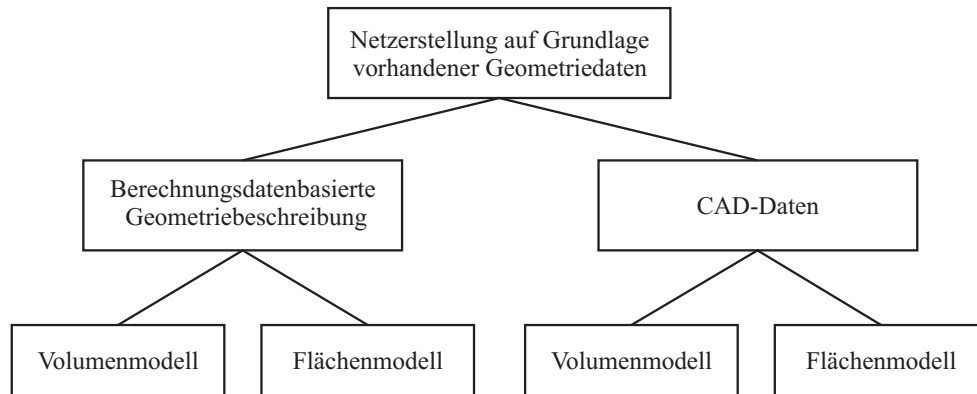 Netzerstellung auf Grundlage
vorhandener Geometriedaten
Berechnungsdatenbasierte
Geometriebeschreibung
CAD-Daten
Volumenmodell
Flächenmodell
Volumenmodell
Flächenmodell